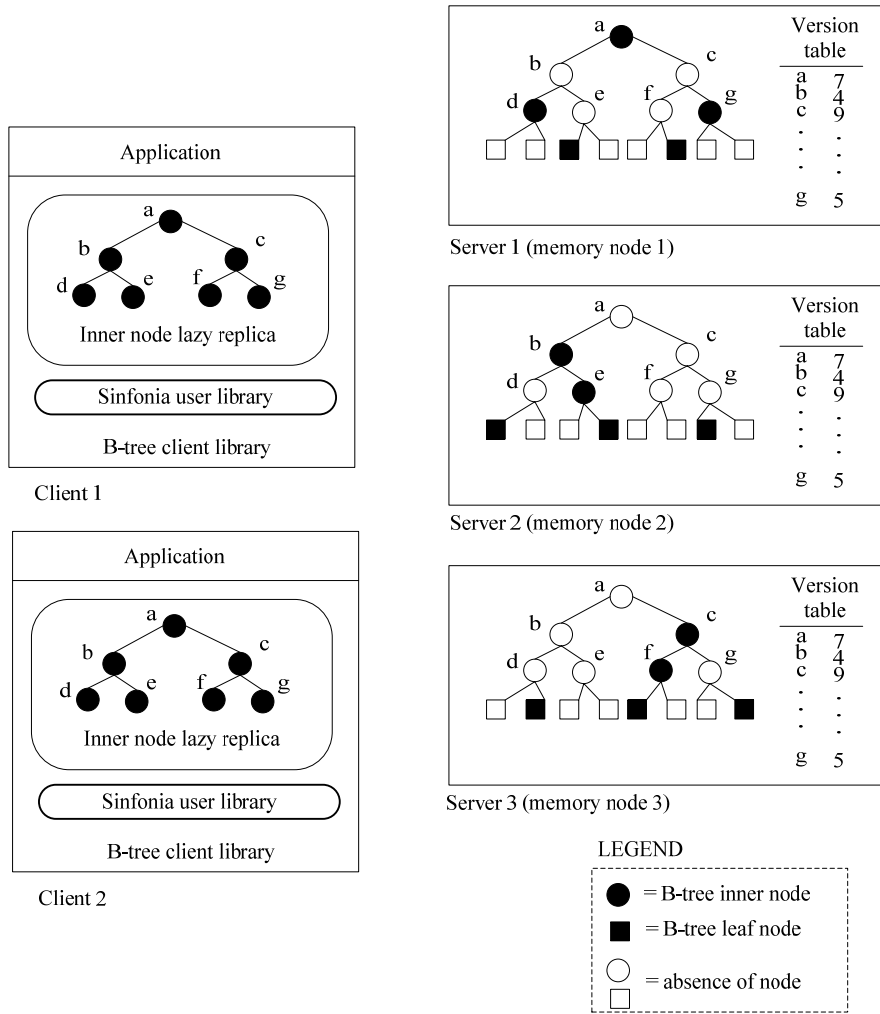 Application
a
b
c
d
e
f
g
Inner node lazy replica
Sinfonia user library
B-tree client library
Client 1
Application
a
b
c
d
e
f
g
Inner node lazy replica
Sinfonia user library
B-tree client library
Client 2
a
b
c
d
e
f
g
Version
table
a 7
b 4
c 9
. .
. .
. .
g 5
Server 1 (memory node 1)
a
b
c
d
e
f
g
Version
table
a 7
b 4
c 9
. .
. .
. .
g 5
Server 2 (memory node 2)
a
b
c
d
e
f
g
Version
table
a 7
b 4
c 9
. .
. .
. .
g 5
Server 3 (memory node 3)
LEGEND
= B-tree inner node
= B-tree leaf node
= absence of node